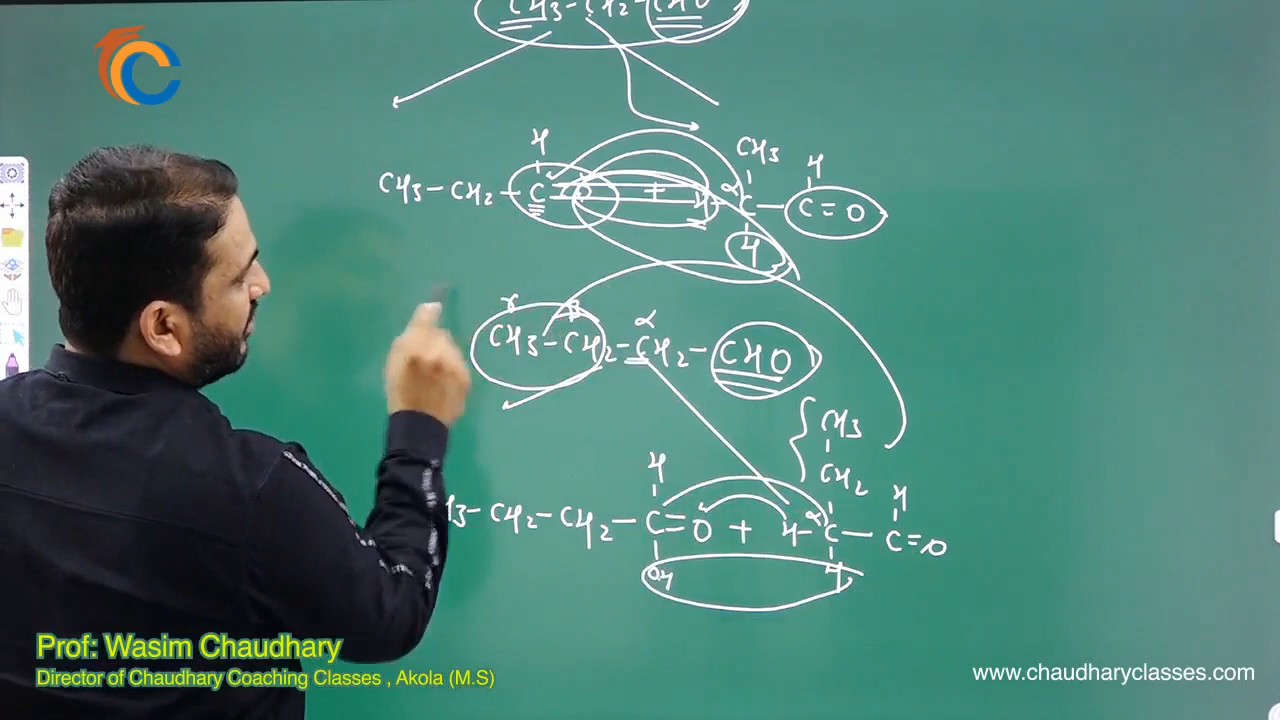 CH3-CH2-CHO
H
CH3
H
CH3-CH2-C=O + H-C-C=O
α
H
γ β α
CH3-CH2-CH2-CHO
CH3
CH2
H
H
H3-CH2-CH2-C=O + H-C-C=O
α
OH H
Prof: Wasim Chaudhary
Director of Chaudhary Coaching Classes , Akola (M.S)
www.chaudharyclasses.com